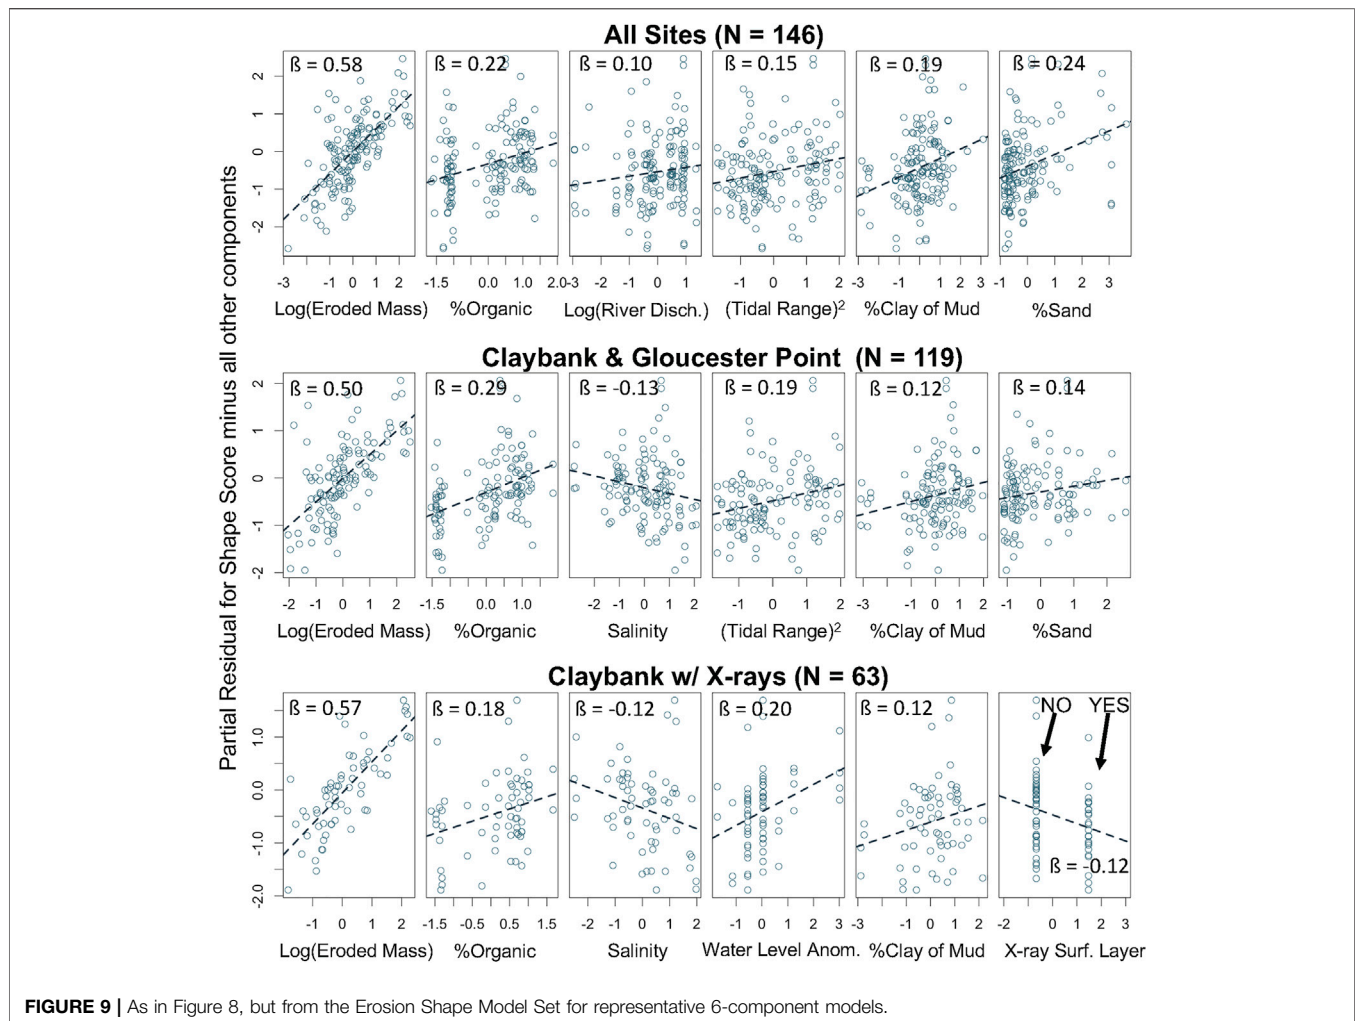 All Sites (N = 146)
ß = 0.58 ß = 0.22 ß = 0.10 ß = 0.15 ß = 0.19 ß = 0.24
2
1
0
-1
-2
-3 -1 0 1 2 -1.5 0.0 1.0 2.0 -3 -1 0 1 -1 0 1 2 -3 -1 0 1 2 3 -1 0 1 3
Log(Eroded Mass) %Organic Log(River Disch.) (Tidal Range)² %Clay of Mud %Sand
Partial Residual for Shape Score minus all other components
Claybank & Gloucester Point (N = 119)
ß = 0.50 ß = 0.29 ß = -0.13 ß = 0.19 ß = 0.12 ß = 0.14
2
1
0
-1
-2
-2 -1 0 1 2 -1.5 0.0 1.0 -2 0 1 2 -1 0 1 2 -3 -1 0 1 2 -1 0 1 2
Log(Eroded Mass) %Organic Salinity (Tidal Range)² %Clay of Mud %Sand
Claybank w/ X-rays (N = 63)
ß = 0.57 ß = 0.18 ß = -0.12 ß = 0.20 ß = 0.12 NO YES
1.0
0.0
-1.0
-2.0
ß = -0.12
-1 0 1 2 -1.5 -0.5 0.5 1.5 -2 -1 0 1 2 -1 0 1 2 3 -3 -1 0 1 2 -2 0 1 2 3
Log(Eroded Mass) %Organic Salinity Water Level Anom. %Clay of Mud X-ray Surf. Layer
FIGURE 9 | As in Figure 8, but from the Erosion Shape Model Set for representative 6-component models.